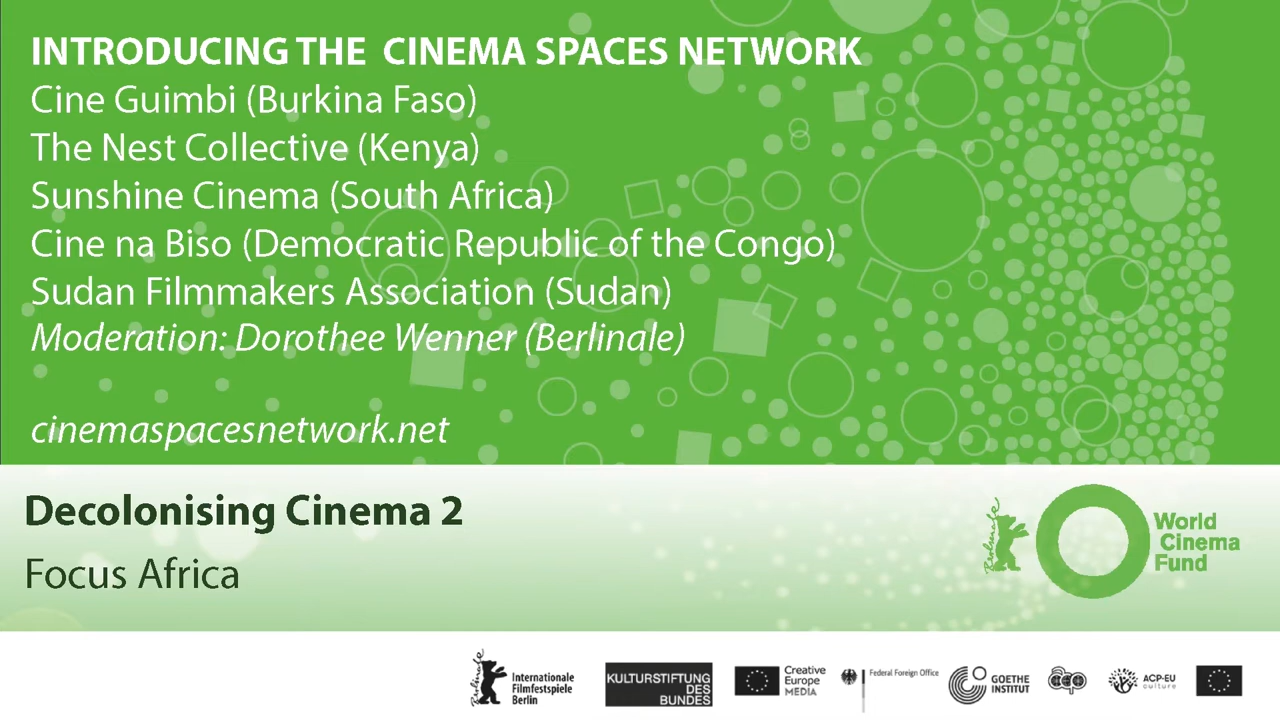 INTRODUCING THE CINEMA SPACES NETWORK
Cine Guimbi (Burkina Faso)
The Nest Collective (Kenya)
Sunshine Cinema (South Africa)
Cine na Biso (Democratic Republic of the Congo)
Sudan Filmmakers Association (Sudan)
Moderation: Dorothee Wenner (Berlinale)
cinemaspacesnetwork.net
Decolonising Cinema 2
Focus Africa
Berlinale
World
Cinema
Fund
Berlinale
Internationale
Filmfestspiele
Berlin
KULTURSTIFTUNG
DES
BUNDES
Creative
Europe
MEDIA
Federal Foreign Office
GOETHE
INSTITUT
ACP-EU
culture